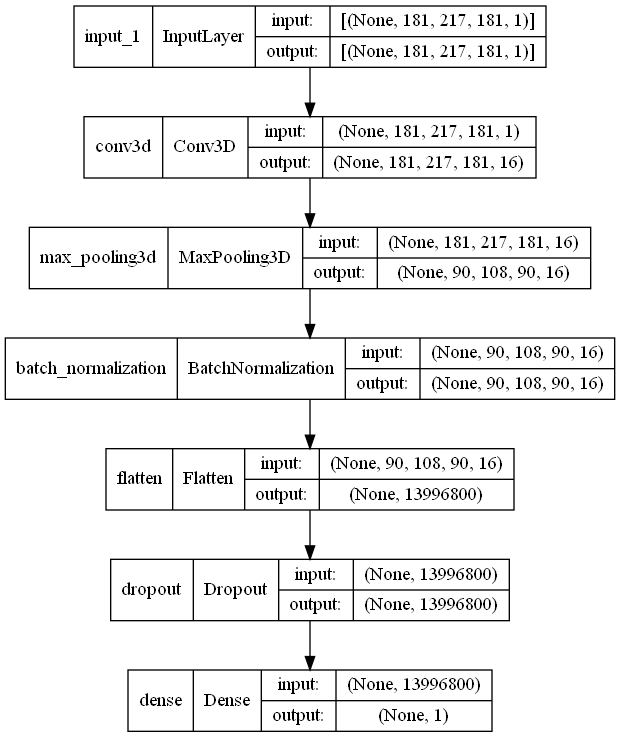 input_1 InputLayer input: [(None, 181, 217, 181, 1)]
output: [(None, 181, 217, 181, 1)]
conv3d Conv3D input: (None, 181, 217, 181, 1)
output: (None, 181, 217, 181, 16)
max_pooling3d MaxPooling3D input: (None, 181, 217, 181, 16)
output: (None, 90, 108, 90, 16)
batch_normalization BatchNormalization input: (None, 90, 108, 90, 16)
output: (None, 90, 108, 90, 16)
flatten Flatten input: (None, 90, 108, 90, 16)
output: (None, 13996800)
dropout Dropout input: (None, 13996800)
output: (None, 13996800)
dense Dense input: (None, 13996800)
output: (None, 1)